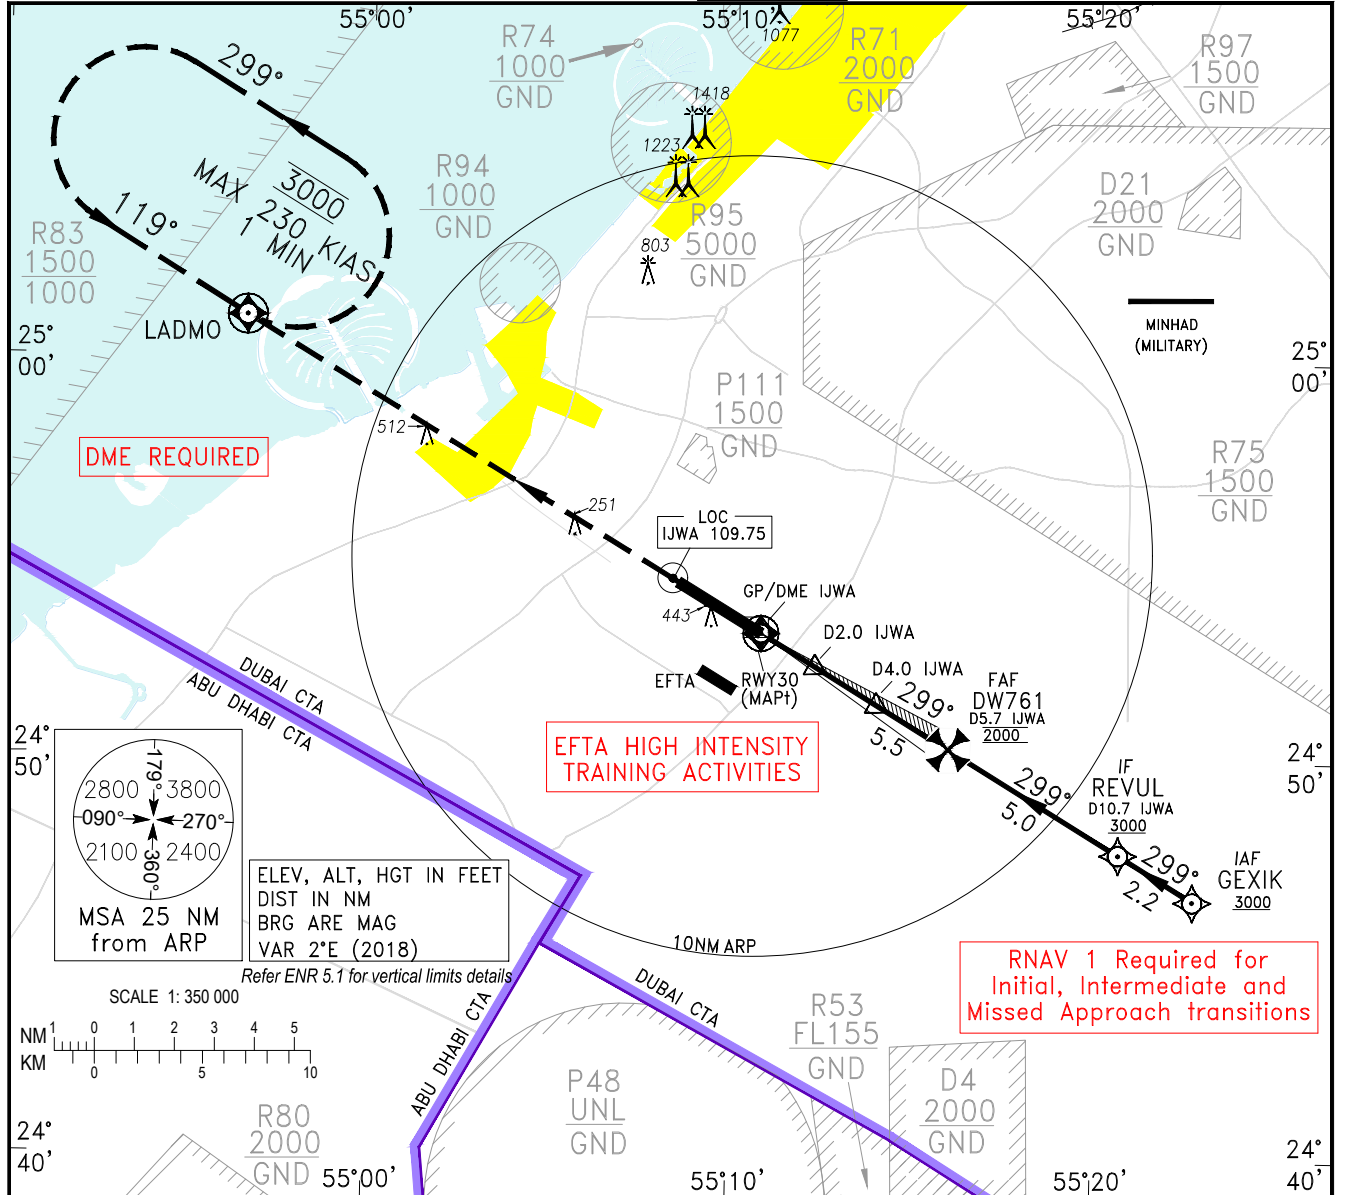 55°00'
55°10'
55°20'
299°
R74
1000
GND
1077
R71
2000
GND
R97
1500
GND
1418
1223
MAX 230 KIAS
3000
1 MIN
119°
R94
1000
GND
R83
1500
1000
R95
5000
GND
803
D21
2000
GND
MINHAD
(MILITARY)
LADMO
25°
00'
25°
00'
P111
1500
GND
512
DME REQUIRED
R75
1500
GND
251
LOC
IJWA 109.75
443
GP/DME IJWA
D2.0 IJWA
D4.0 IJWA
EFTA
RWY30
(MAPt)
299°
5.5
FAF
DW761
D5.7 IJWA
2000
DUBAI CTA
ABU DHABI CTA
24°
50'
24°
50'
EFTA HIGH INTENSITY
TRAINING ACTIVITIES
299°
5.0
IF
REVUL
D10.7 IJWA
3000
299°
2.2
IAF
GEXIK
3000
179°
2800
3800
090°
270°
2100
2400
360°
MSA 25 NM
from ARP
ELEV, ALT, HGT IN FEET
DIST IN NM
BRG ARE MAG
VAR 2°E (2018)
Refer ENR 5.1 for vertical limits details
10NM ARP
RNAV 1 Required for
Initial, Intermediate and
Missed Approach transitions
SCALE 1: 350 000
NM 1 0 1 2 3 4 5
KM 0 5 10
ABU DHABI CTA
DUBAI CTA
R53
FL155
GND
P48
UNL
GND
D4
2000
GND
R80
2000
GND
24°
40'
24°
40'
55°00'
55°10'
55°20'